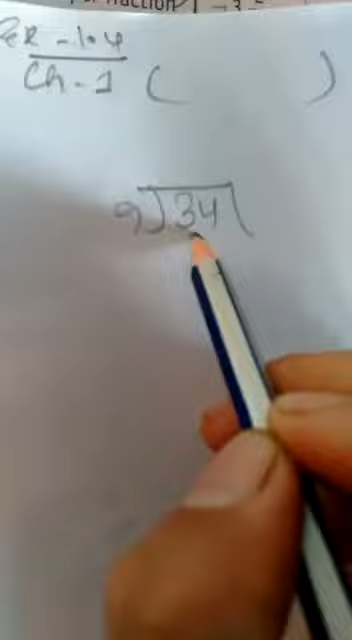 Ex - 1.4
Ch - 1 ( )
9 ) 34 (